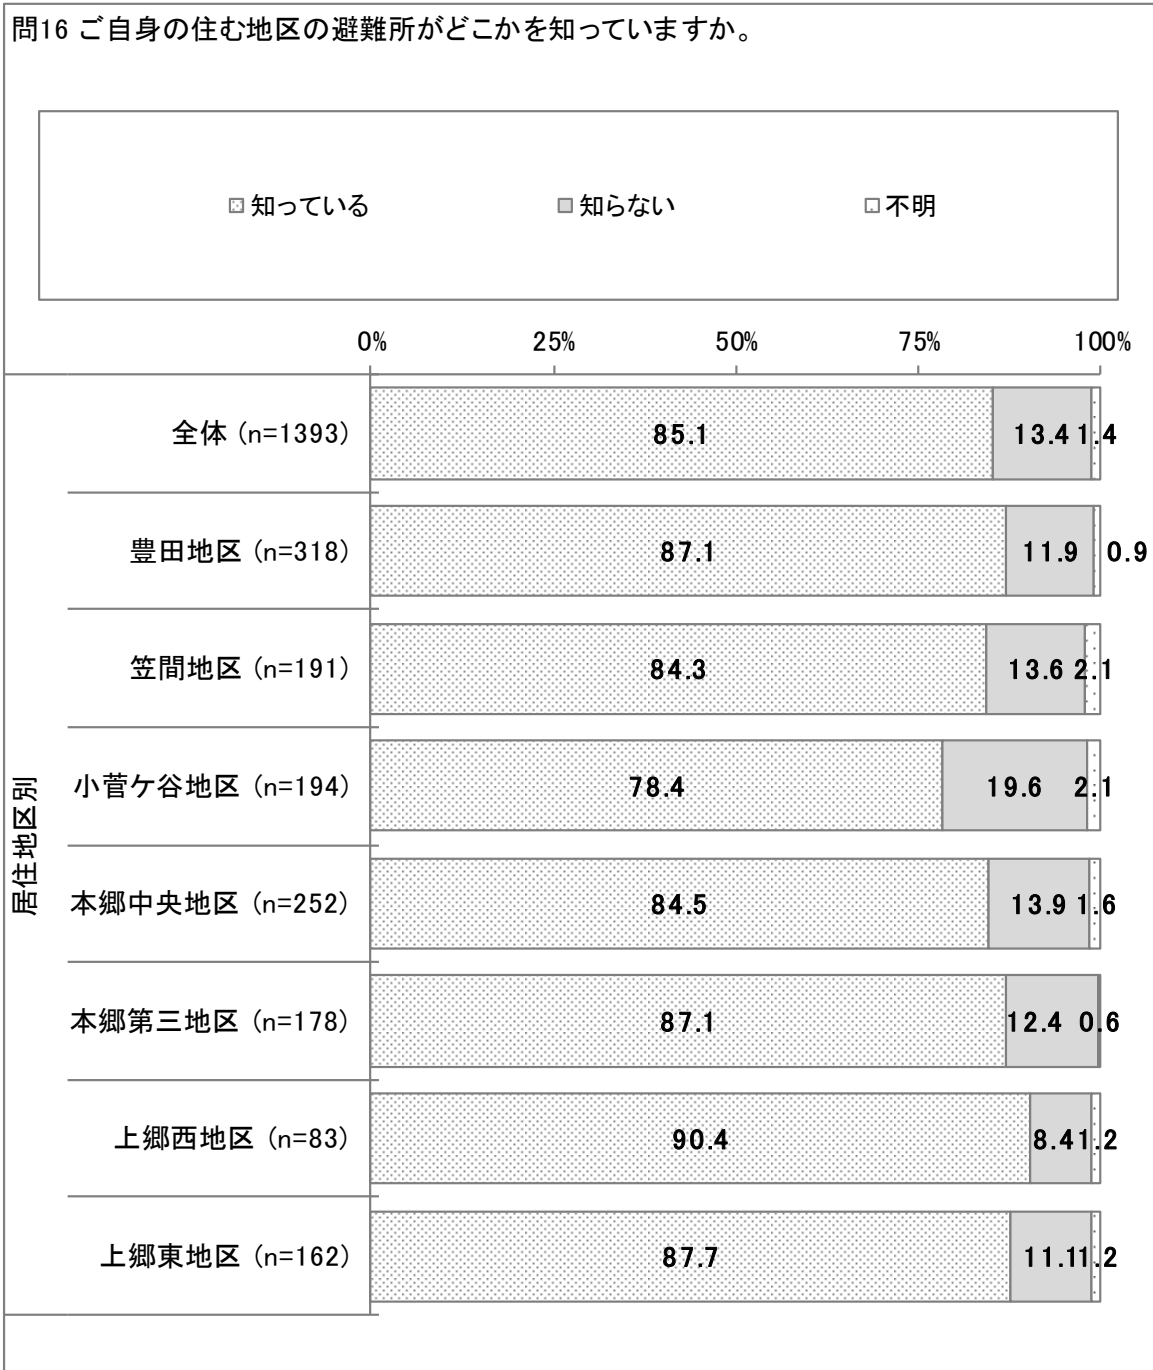 問16 ご自身の住む地区の避難所がどこかを知っていますか。
知っている 知らない 不明
0% 25% 50% 75% 100%
居住地区別
全体 (n=1393) 85.1 13.4 1.4
豊田地区 (n=318) 87.1 11.9 0.9
笠間地区 (n=191) 84.3 13.6 2.1
小菅ケ谷地区 (n=194) 78.4 19.6 2.1
本郷中央地区 (n=252) 84.5 13.9 1.6
本郷第三地区 (n=178) 87.1 12.4 0.6
上郷西地区 (n=83) 90.4 8.4 1.2
上郷東地区 (n=162) 87.7 11.1 1.2